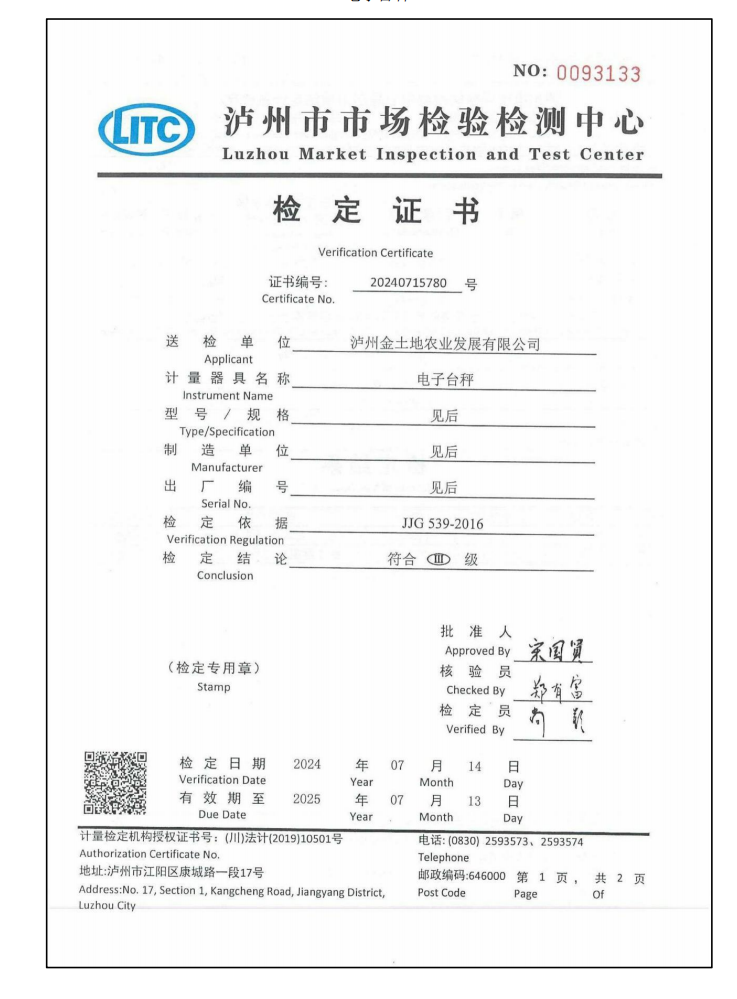 NO: 0093133
LITC
泸州市市场检验检测中心
Luzhou Market Inspection and Test Center
检 定 证 书
Verification Certificate
证书编号: 20240715780 号
Certificate No.
送检单位 泸州金土地农业发展有限公司
Applicant
计量器具名称 电子台秤
Instrument Name
型号/规格 见后
Type/Specification
制造单位 见后
Manufacturer
出厂编号 见后
Serial No.
检定依据 JJG 539-2016
Verification Regulation
检定结论 符合 Ⅲ 级
Conclusion
批准人
Approved By 宋国贤
(检定专用章)
Stamp
核验员
Checked By 郑有富
检定员
Verified By
检定日期 2024 年 07 月 14 日
Verification Date Year Month Day
有效期至 2025 年 07 月 13 日
Due Date Year Month Day
计量检定机构授权证书号:(川)法计(2019)10501号 电话: (0830) 2593573、2593574
Authorization Certificate No. Telephone
地址:泸州市江阳区康城路一段17号 邮政编码:646000 第 1 页, 共 2 页
Address:No. 17, Section 1, Kangcheng Road, Jiangyang District, Post Code Page Of
Luzhou City